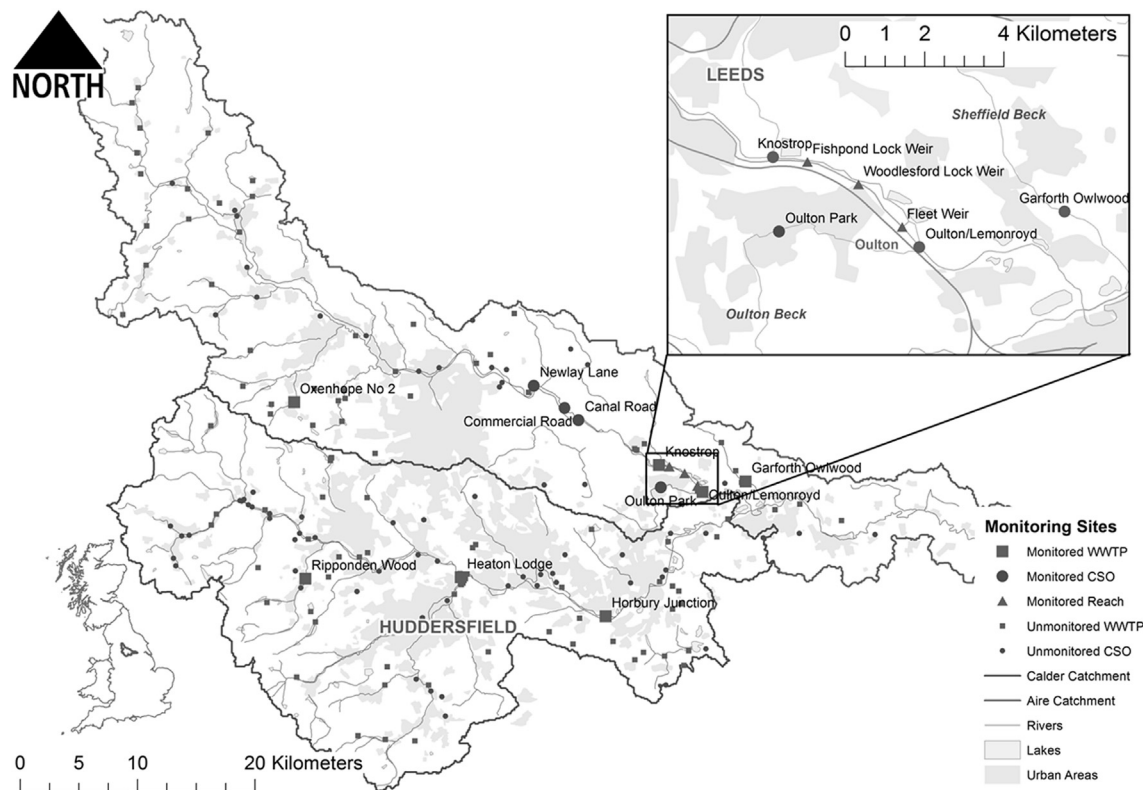 NORTH
0 1 2 4 Kilometers
LEEDS
Sheffield Beck
Knostrop
Fishpond Lock Weir
Woodlesford Lock Weir
Garforth Owlwood
Oulton Park
Fleet Weir
Oulton/Lemonroyd
Oulton
Oulton Beck
Oxenhope No 2
Newlay Lane
Canal Road
Commercial Road
Knostrop
Garforth Owlwood
Oulton Park
Oulton/Lemonroyd
Ripponden Wood
Heaton Lodge
Horbury Junction
HUDDERSFIELD
0 5 10 20 Kilometers
Monitoring Sites
Monitored WWTP
Monitored CSO
Monitored Reach
Unmonitored WWTP
Unmonitored CSO
Calder Catchment
Aire Catchment
Rivers
Lakes
Urban Areas